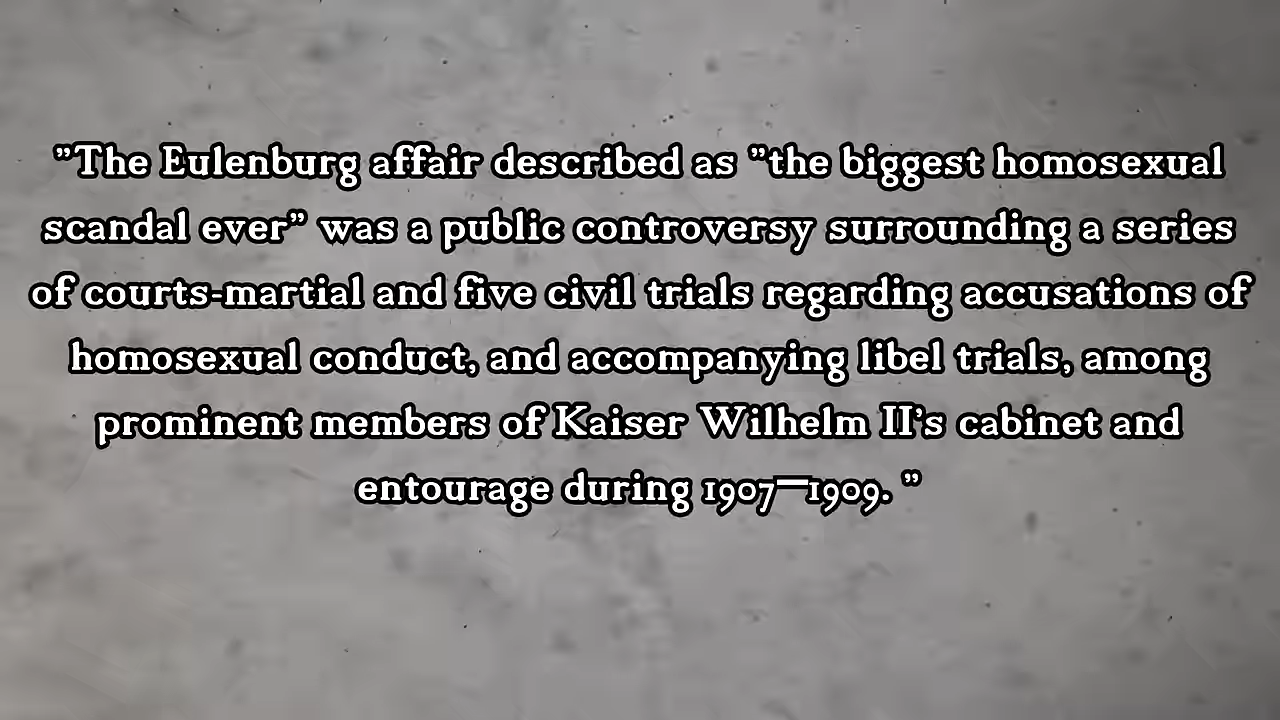 "The Eulenburg affair described as "the biggest homosexual
scandal ever" was a public controversy surrounding a series
of courts-martial and five civil trials regarding accusations of
homosexual conduct, and accompanying libel trials, among
prominent members of Kaiser Wilhelm II's cabinet and
entourage during 1907—1909. "